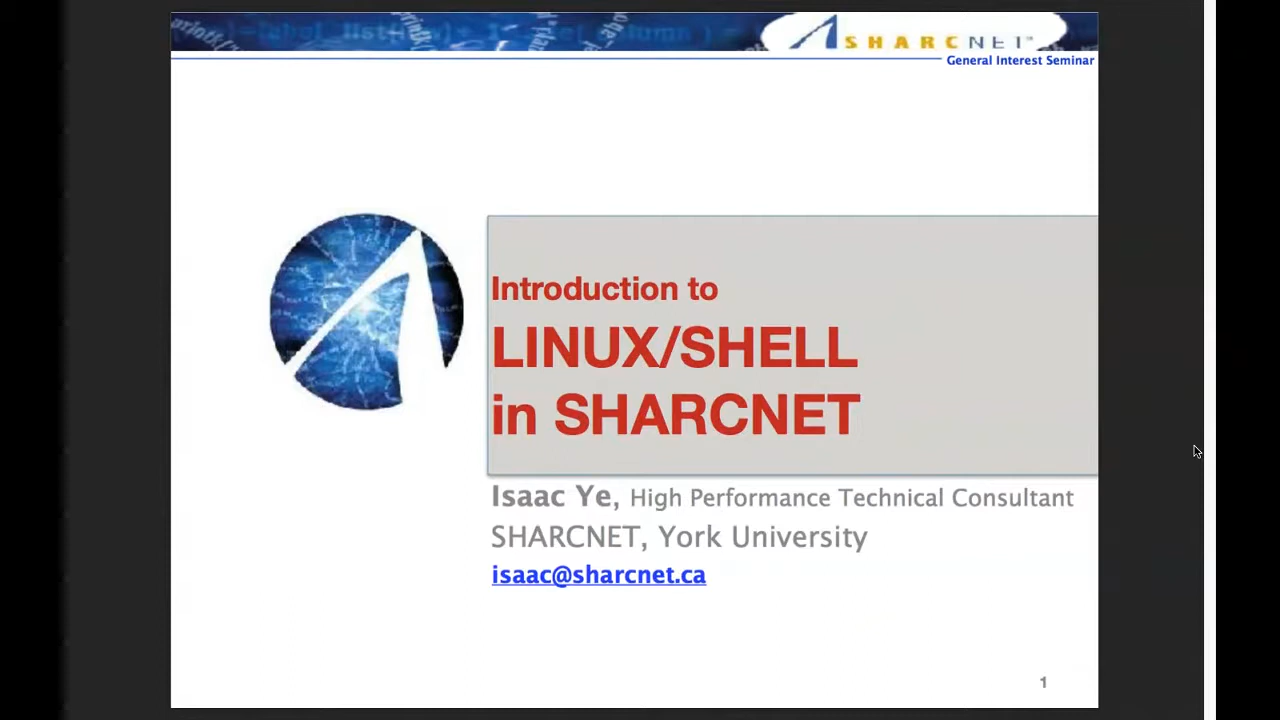 SHARCNET™
General Interest Seminar
Introduction to
LINUX/SHELL
in SHARCNET
Isaac Ye, High Performance Technical Consultant
SHARCNET, York University
isaac@sharcnet.ca
1